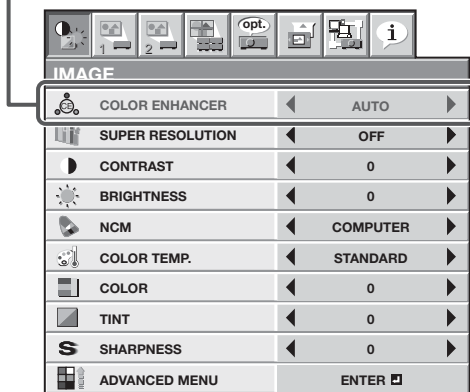 1 2 opt. i
IMAGE
CE COLOR ENHANCER AUTO
SUPER RESOLUTION OFF
CONTRAST 0
BRIGHTNESS 0
NCM COMPUTER
COLOR TEMP. STANDARD
COLOR 0
TINT 0
S SHARPNESS 0
ADVANCED MENU ENTER